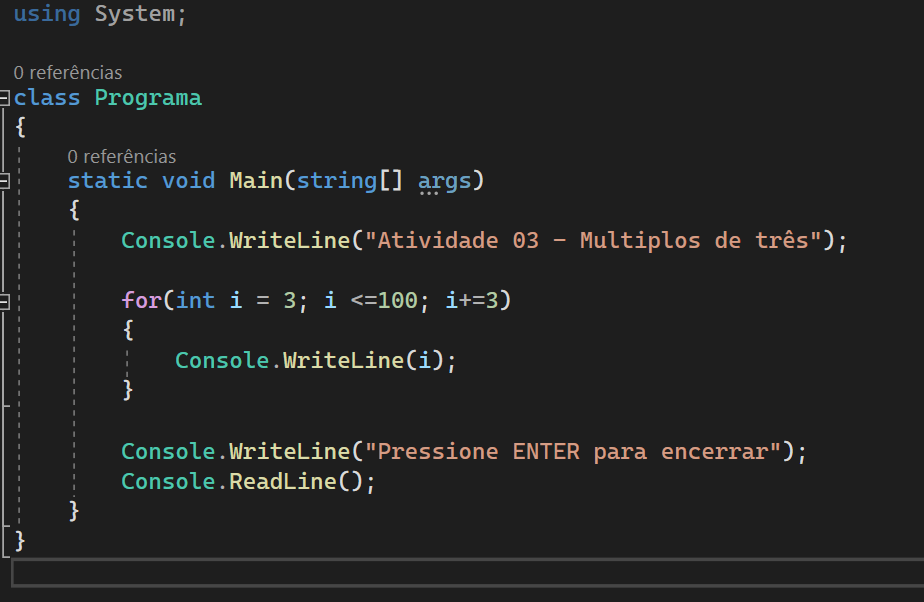 using System;
0 referências
class Programa
{
0 referências
static void Main(string[] args)
{
Console.WriteLine("Atividade 03 - Multiplos de três");
for(int i = 3; i <=100; i+=3)
{
Console.WriteLine(i);
}
Console.WriteLine("Pressione ENTER para encerrar");
Console.ReadLine();
}
}